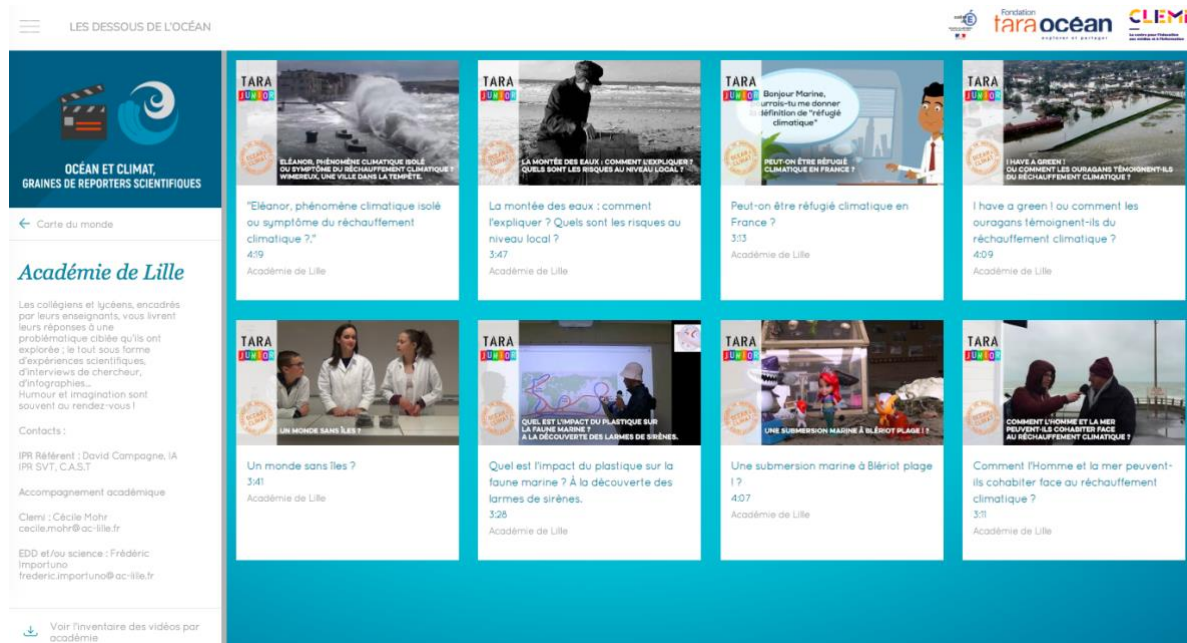 LES DESSOUS DE L'OCÉAN
Fondation
tara océan
explorer et partager
CLEMI
OCÉAN ET CLIMAT,
GRAINES DE REPORTERS SCIENTIFIQUES
← Carte du monde
Académie de Lille
Les collégiens et lycéens, encadrés
par leurs enseignants, vous livrent
leurs réponses à une
problématique ciblée qu'ils ont
explorée ; le tout sous forme
d'expériences scientifiques,
d'interviews de chercheur,
d'infographies...
Humour et imagination sont
souvent au rendez-vous !
Contacts :
IPR Référent : David Campagne, IA
IPR SVT, C.A.S.T
Accompagnement académique
Clemi : Cécile Mohr
cecile.mohr@ac-lille.fr
EDD et/ou science : Frédéric
Importuno
frederic.importuno@ac-lille.fr
Voir l'inventaire des vidéos par
académie
TARA
JUNIOR
ELÉANOR, PHÉNOMÈNE CLIMATIQUE ISOLÉ
OU SYMPTÔME DU RÉCHAUFFEMENT CLIMATIQUE ?
WIMEREUX, UNE VILLE DANS LA TEMPÊTE.
"Eléanor, phénomène climatique isolé
ou symptôme du réchauffement
climatique ?."
4:19
Académie de Lille
TARA
JUNIOR
LA MONTÉE DES EAUX : COMMENT L'EXPLIQUER ?
QUELS SONT LES RISQUES AU NIVEAU LOCAL ?
La montée des eaux : comment
l'expliquer ? Quels sont les risques au
niveau local ?
3:47
Académie de Lille
TARA
JUNIOR
Bonjour Marine,
pourrais-tu me donner
la définition de "réfugié
climatique"
PEUT-ON ÊTRE RÉFUGIÉ
CLIMATIQUE EN FRANCE ?
Peut-on être réfugié climatique en
France ?
3:13
Académie de Lille
TARA
JUNIOR
I HAVE A GREEN !
OU COMMENT LES OURAGANS TÉMOIGNENT-ILS
DU RÉCHAUFFEMENT CLIMATIQUE ?
I have a green ! ou comment les
ouragans témoignent-ils du
réchauffement climatique ?
4:09
Académie de Lille
TARA
JUNIOR
UN MONDE SANS ÎLES ?
Un monde sans îles ?
3:41
Académie de Lille
TARA
JUNIOR
QUEL EST L'IMPACT DU PLASTIQUE SUR
LA FAUNE MARINE ?
A LA DÉCOUVERTE DES LARMES DE SIRÈNES.
Quel est l'impact du plastique sur la
faune marine ? À la découverte des
larmes de sirènes.
3:28
Académie de Lille
TARA
JUNIOR
UNE SUBMERSION MARINE À BLÉRIOT PLAGE ! ?
Une submersion marine à Blériot plage
! ?
4:07
Académie de Lille
TARA
JUNIOR
COMMENT L'HOMME ET LA MER
PEUVENT-ILS COHABITER FACE
AU RÉCHAUFFEMENT CLIMATIQUE ?
Comment l'Homme et la mer peuvent-
ils cohabiter face au réchauffement
climatique ?
3:11
Académie de Lille